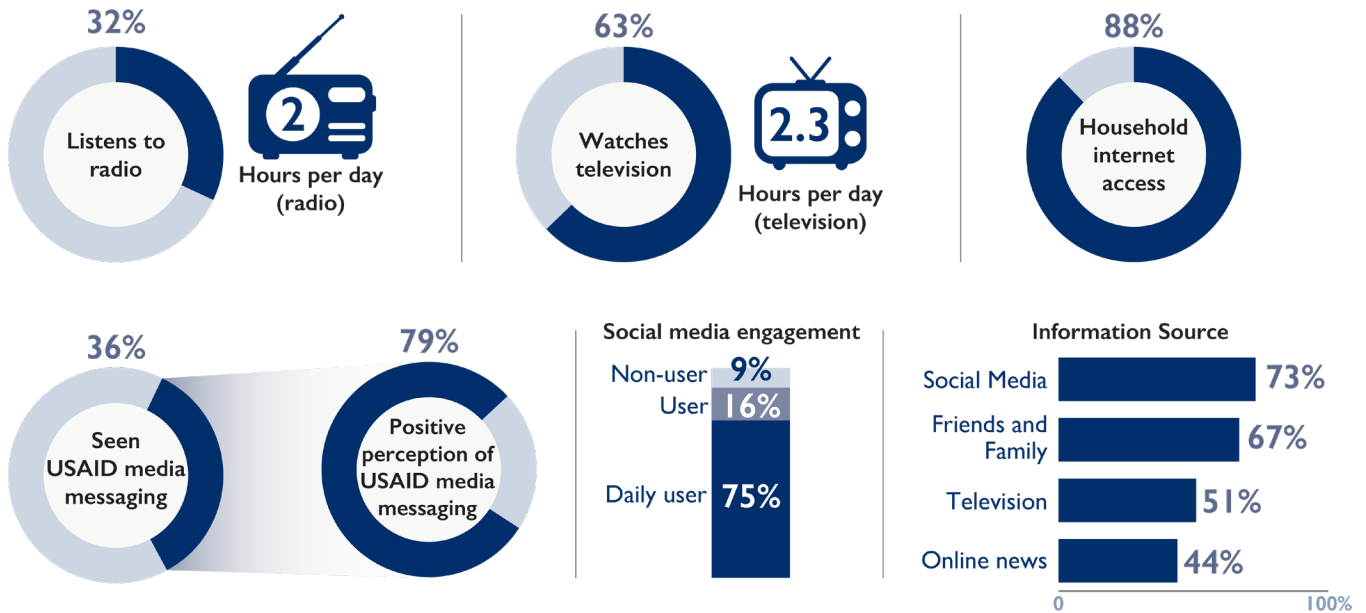 32%
Listens to
radio
2
Hours per day
(radio)
63%
Watches
television
2.3
Hours per day
(television)
88%
Household
internet
access
36%
Seen
USAID media
messaging
79%
Positive
perception of
USAID media
messaging
Social media engagement
Non-user 9%
User 16%
Daily user 75%
Information Source
Social Media 73%
Friends and
Family 67%
Television 51%
Online news 44%
0 100%